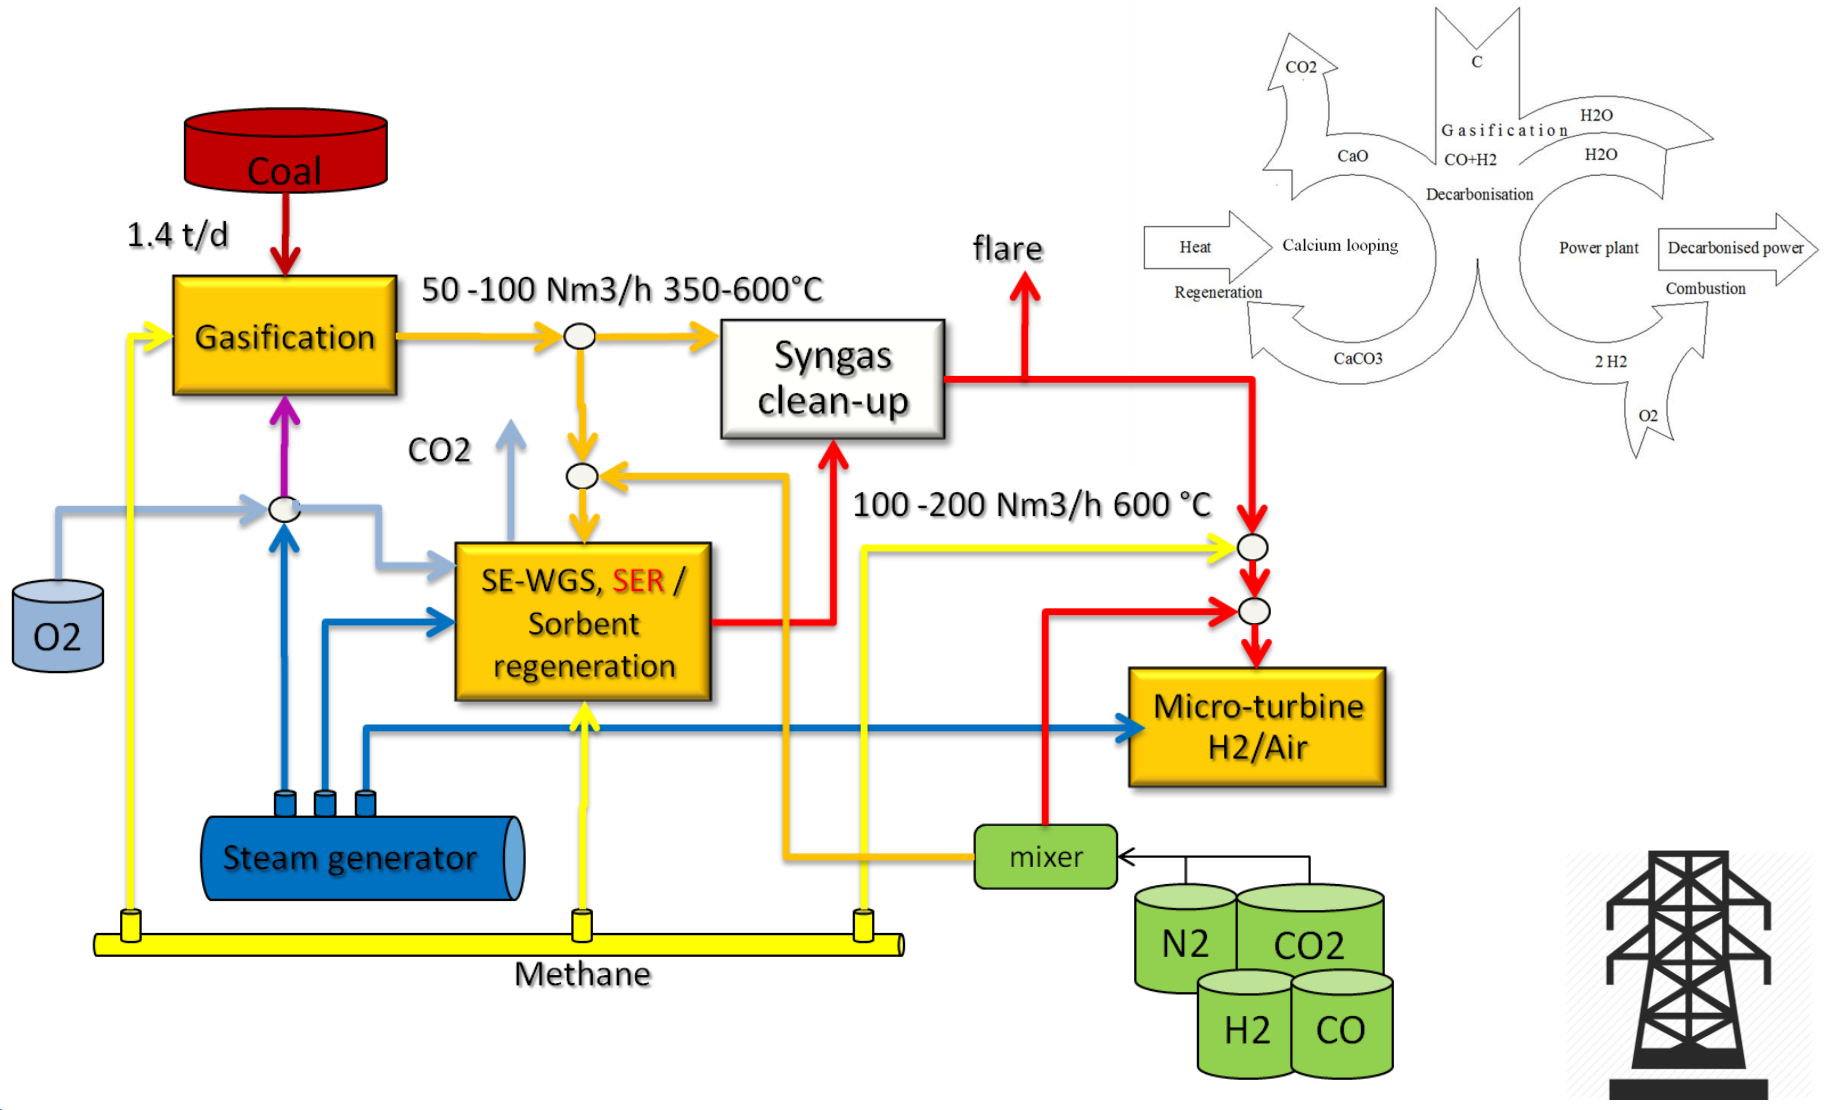 Coal
1.4 t/d
Gasification
50 -100 Nm3/h 350-600°C
Syngas
clean-up
flare
CO2
O2
SE-WGS, SER /
Sorbent
regeneration
100 -200 Nm3/h 600 °C
Micro-turbine
H2/Air
Steam generator
Methane
mixer
N2
CO2
H2
CO
CO2
C
H2O
Gasification
CaO
CO+H2
H2O
Decarbonisation
Heat
Calcium looping
Power plant
Decarbonised power
Regeneration
Combustion
CaCO3
2 H2
O2